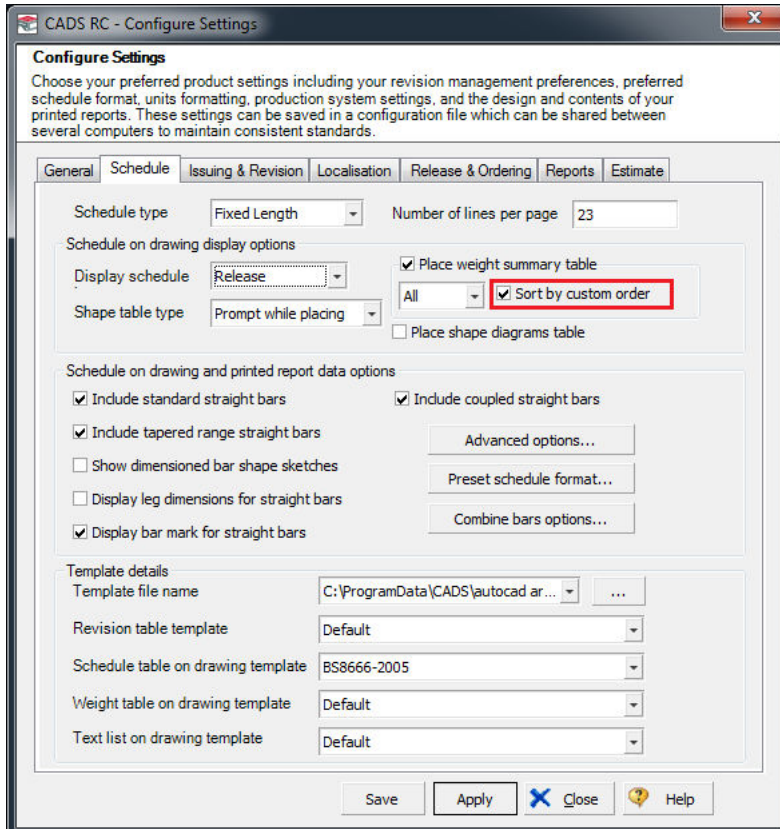 CADS RC - Configure Settings
Configure Settings
Choose your preferred product settings including your revision management preferences, preferred
schedule format, units formatting, production system settings, and the design and contents of your
printed reports. These settings can be saved in a configuration file which can be shared between
several computers to maintain consistent standards.
General Schedule Issuing & Revision Localisation Release & Ordering Reports Estimate
Schedule type Fixed Length Number of lines per page 23
Schedule on drawing display options
Display schedule Release
Place weight summary table
All Sort by custom order
Shape table type Prompt while placing
Place shape diagrams table
Schedule on drawing and printed report data options
Include standard straight bars Include coupled straight bars
Include tapered range straight bars
Advanced options...
Show dimensioned bar shape sketches
Preset schedule format...
Display leg dimensions for straight bars
Combine bars options...
Display bar mark for straight bars
Template details
Template file name C:\ProgramData\CADS\autocad ar... ...
Revision table template Default
Schedule table on drawing template BS8666-2005
Weight table on drawing template Default
Text list on drawing template Default
Save Apply Close Help